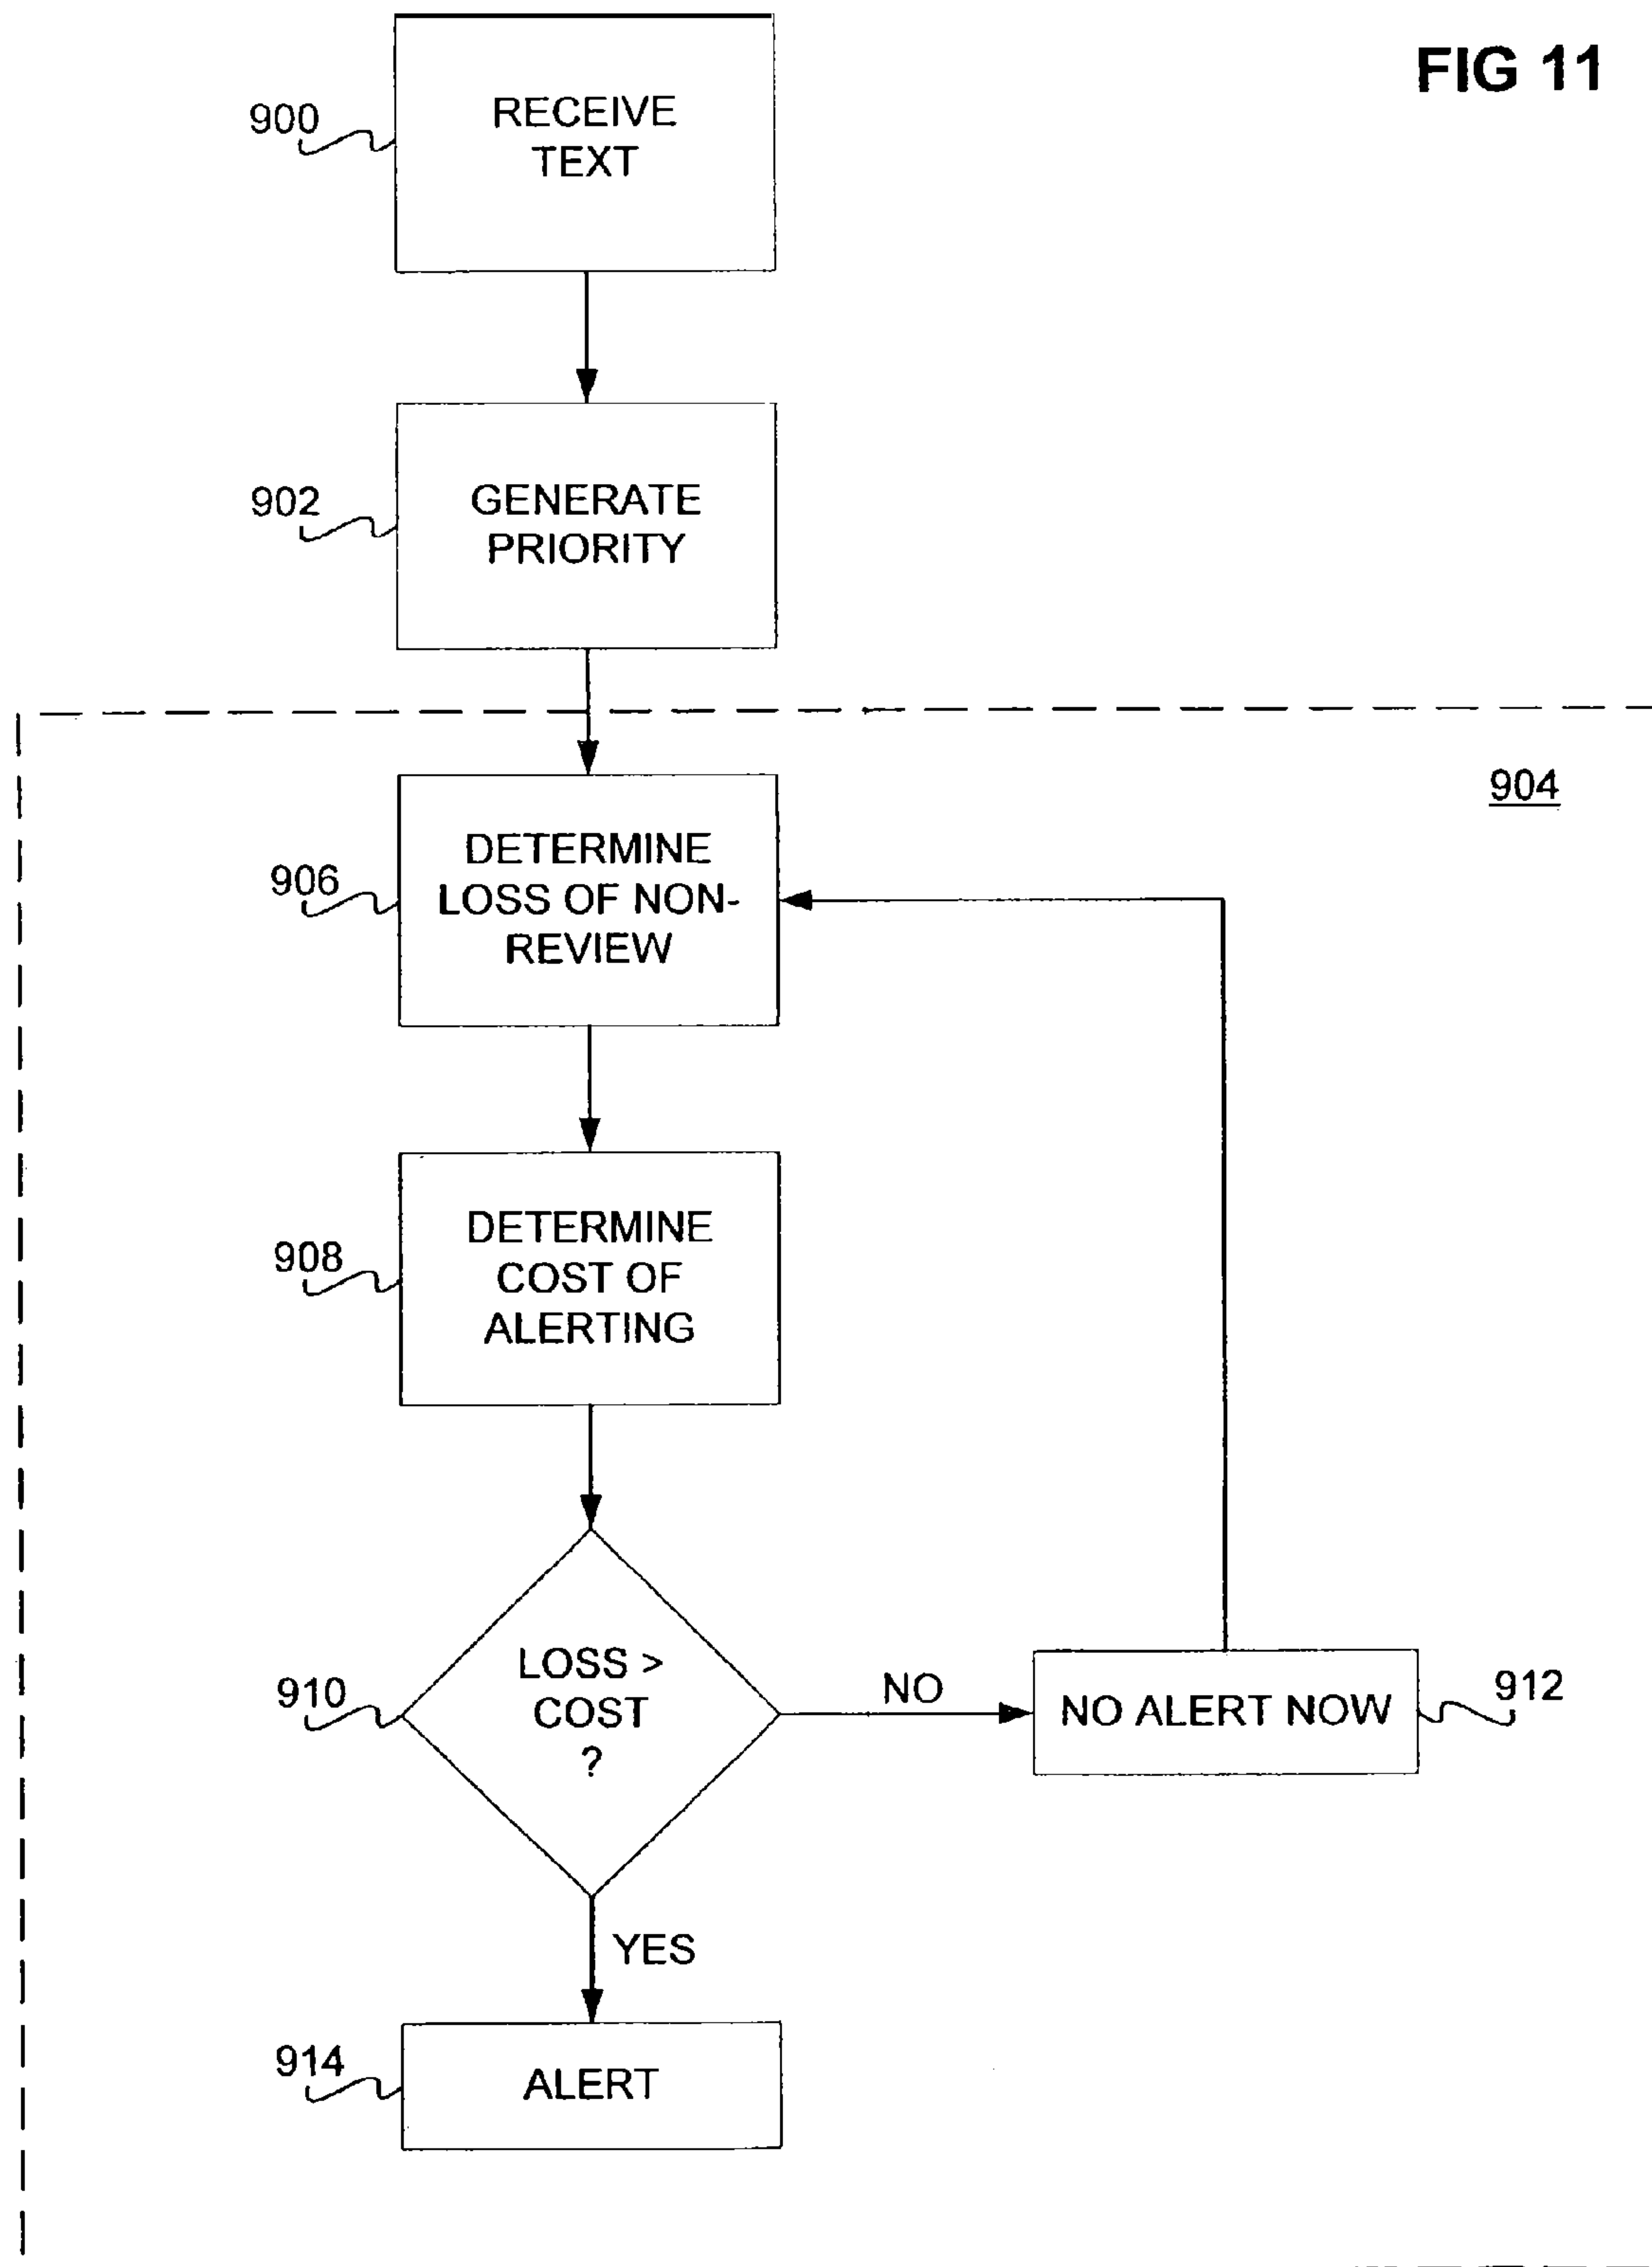 FIG 11
900
RECEIVE
TEXT
902
GENERATE
PRIORITY
904
906
DETERMINE
LOSS OF NON-
REVIEW
908
DETERMINE
COST OF
ALERTING
910
LOSS >
COST
?
NO
NO ALERT NOW
912
YES
914
ALERT